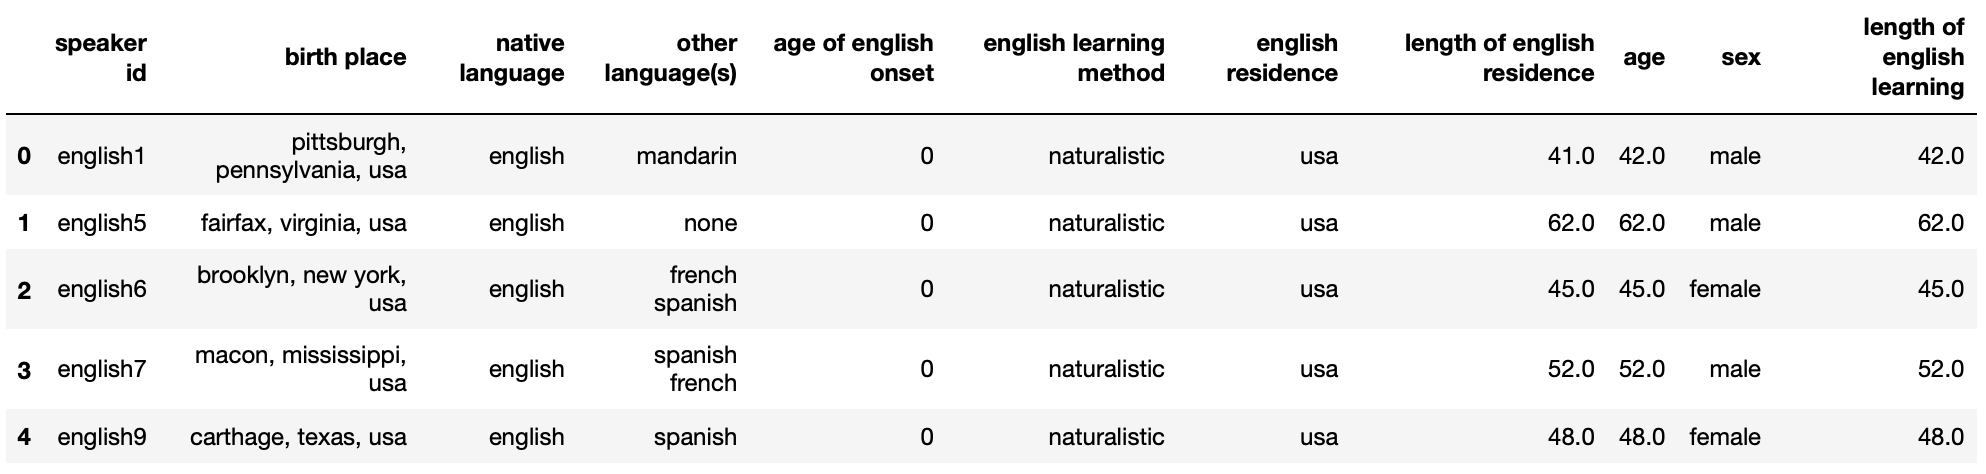 speaker id birth place native language other language(s) age of english onset english learning method english residence length of english residence age sex length of english learning
0 english1 pittsburgh, pennsylvania, usa english mandarin 0 naturalistic usa 41.0 42.0 male 42.0
1 english5 fairfax, virginia, usa english none 0 naturalistic usa 62.0 62.0 male 62.0
2 english6 brooklyn, new york, usa english french spanish 0 naturalistic usa 45.0 45.0 female 45.0
3 english7 macon, mississippi, usa english spanish french 0 naturalistic usa 52.0 52.0 male 52.0
4 english9 carthage, texas, usa english spanish 0 naturalistic usa 48.0 48.0 female 48.0